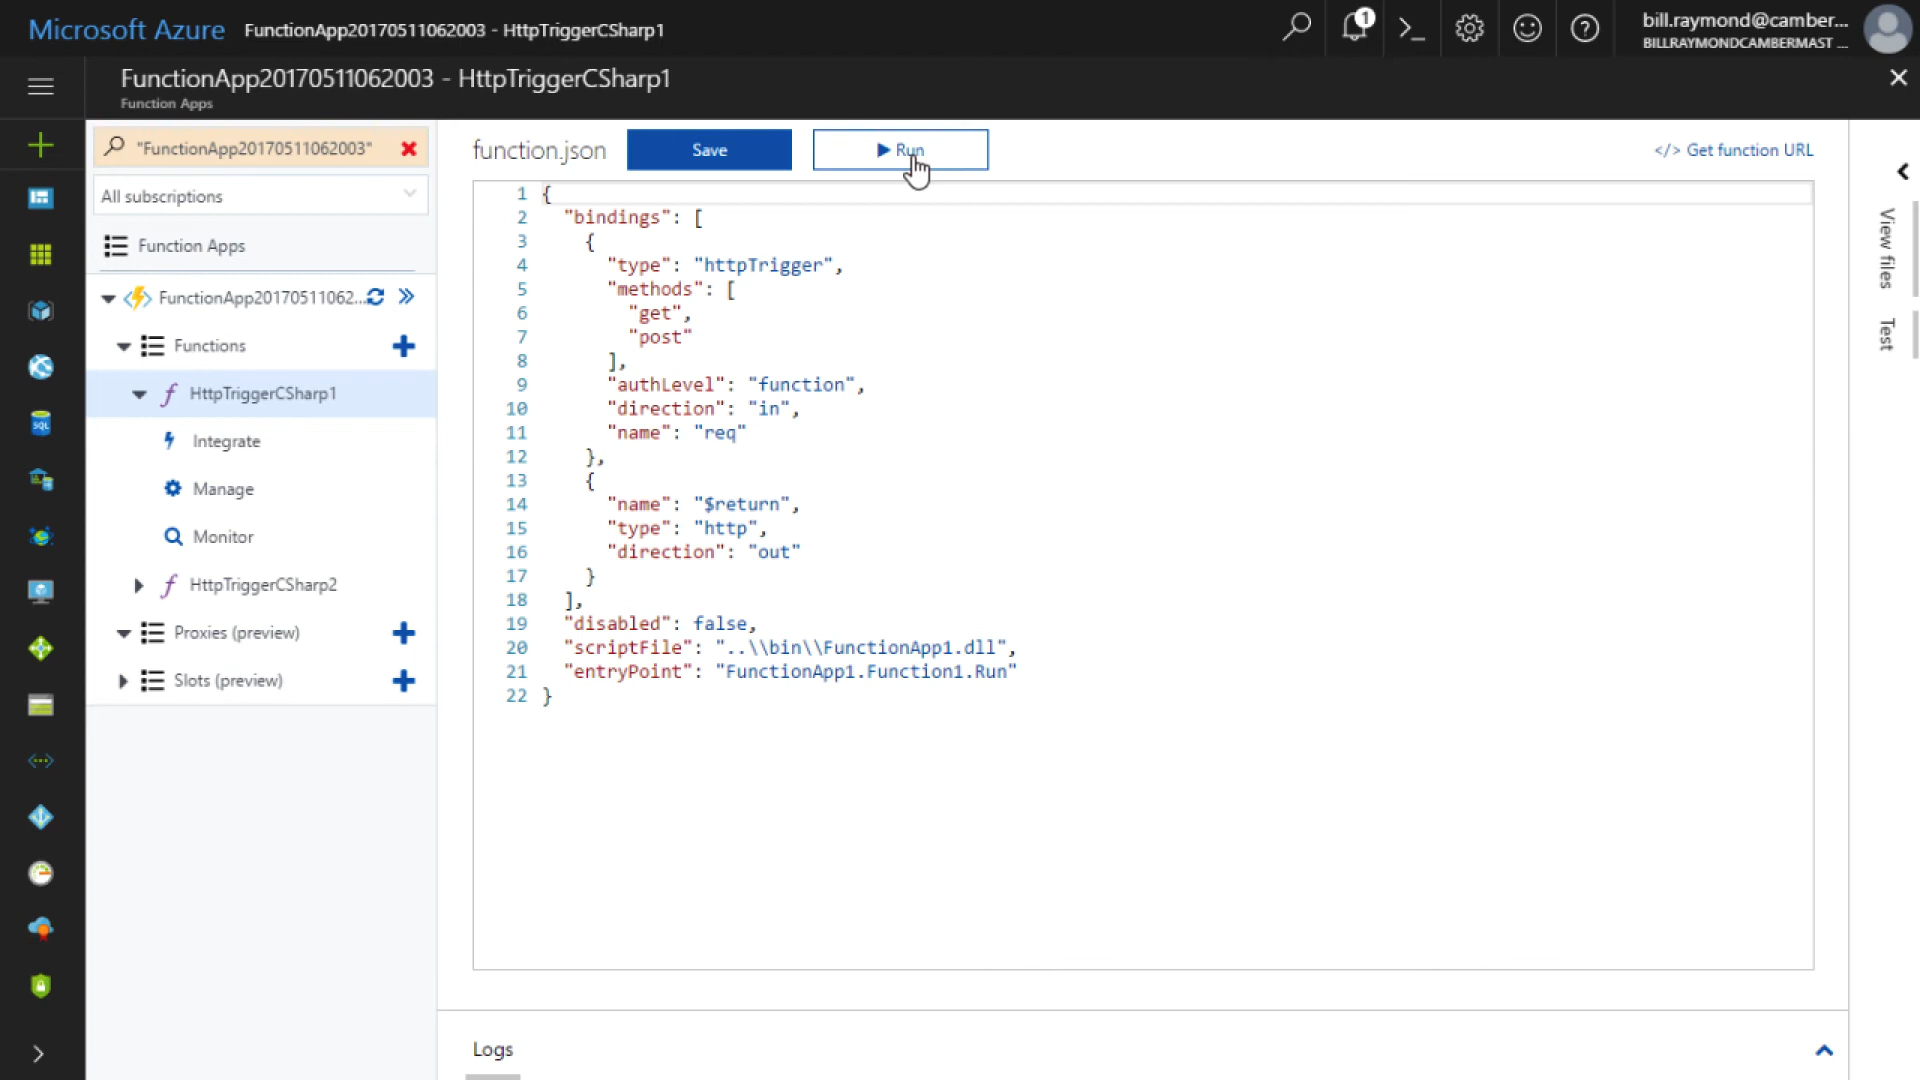 Microsoft Azure FunctionApp20170511062003 - HttpTriggerCSharp1
1
bill.raymond@camber...
BILLRAYMONDCAMBERMAST ...
FunctionApp20170511062003 - HttpTriggerCSharp1
Function Apps
"FunctionApp20170511062003"
All subscriptions
Function Apps
FunctionApp20170511062...
Functions
HttpTriggerCSharp1
Integrate
Manage
Monitor
HttpTriggerCSharp2
Proxies (preview)
Slots (preview)
SQL
function.json
Save
Run
</> Get function URL
1 {
2 "bindings": [
3 {
4 "type": "httpTrigger",
5 "methods": [
6 "get",
7 "post"
8 ],
9 "authLevel": "function",
10 "direction": "in",
11 "name": "req"
12 },
13 {
14 "name": "$return",
15 "type": "http",
16 "direction": "out"
17 }
18 ],
19 "disabled": false,
20 "scriptFile": "..\\bin\\FunctionApp1.dll",
21 "entryPoint": "FunctionApp1.Function1.Run"
22 }
View files
Test
Logs